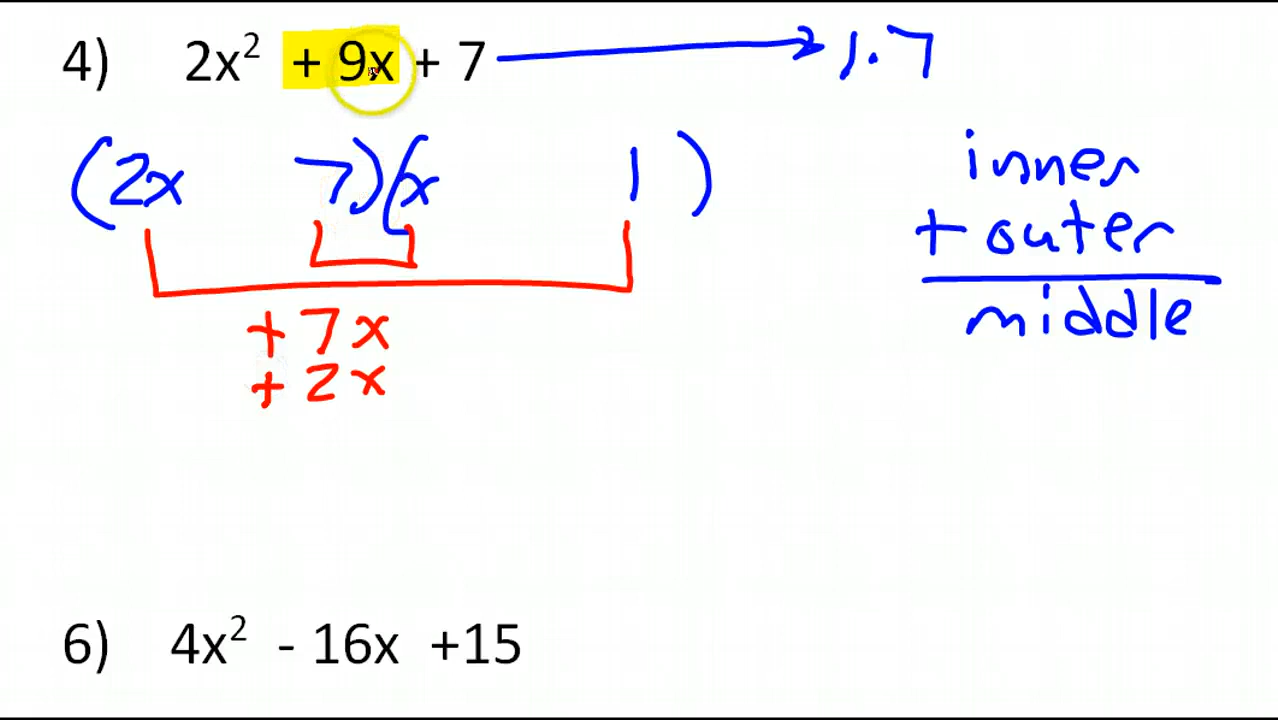 4) 2x² + 9x + 7 → 1·7
(2x 7)(x 1)
inner
+ outer
middle
+ 7x
+ 2x
6) 4x² - 16x +15